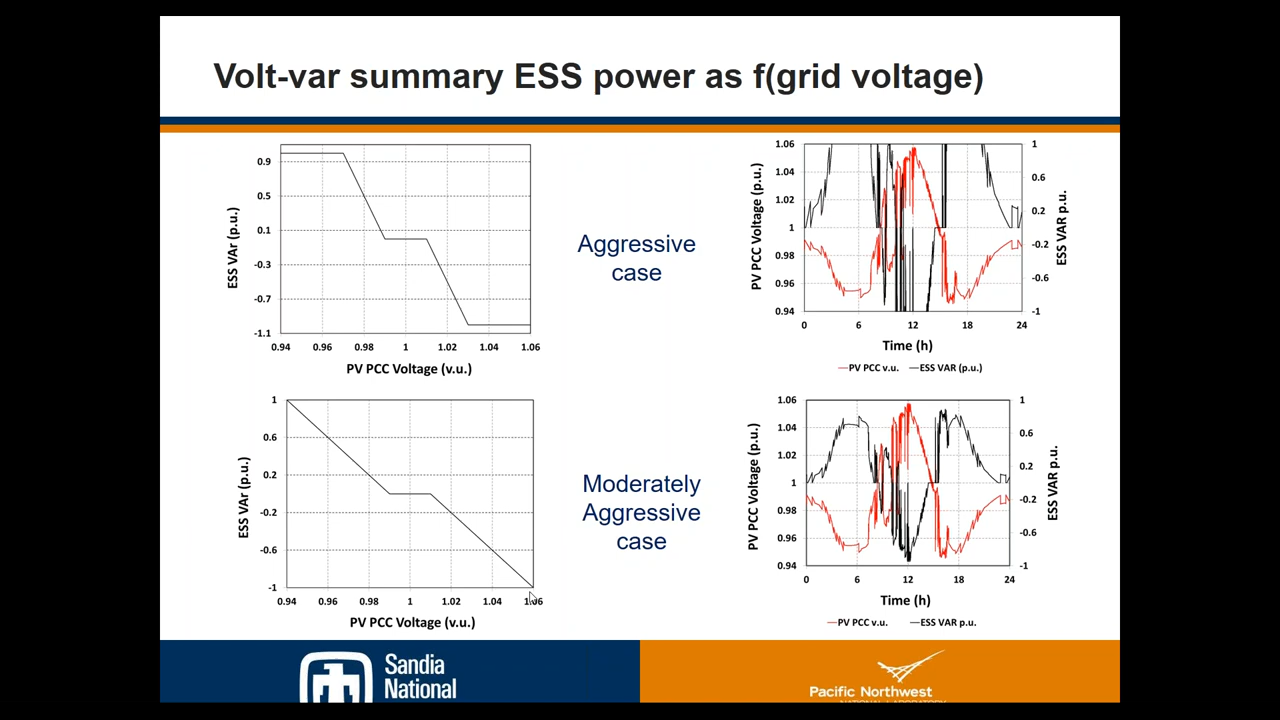 Volt-var summary ESS power as f(grid voltage)
0.9
0.5
0.1
-0.3
-0.7
-1.1
ESS VAr (p.u.)
0.94 0.96 0.98 1 1.02 1.04 1.06
PV PCC Voltage (v.u.)
Aggressive
case
1.06
1.04
1.02
1
0.98
0.96
0.94
PV PCC Voltage (p.u.)
1
0.6
0.2
-0.2
-0.6
-1
ESS VAR p.u.
0 6 12 18 24
Time (h)
PV PCC v.u. ESS VAR (p.u.)
1
0.6
0.2
-0.2
-0.6
-1
ESS VAr (p.u.)
0.94 0.96 0.98 1 1.02 1.04 1.06
PV PCC Voltage (v.u.)
Moderately
Aggressive
case
1.06
1.04
1.02
1
0.98
0.96
0.94
PV PCC Voltage (p.u.)
1
0.6
0.2
-0.2
-0.6
-1
ESS VAR p.u.
0 6 12 18 24
Time (h)
PV PCC v.u. ESS VAR p.u.
Sandia
National
Pacific Northwest
NATIONAL LABORATORY